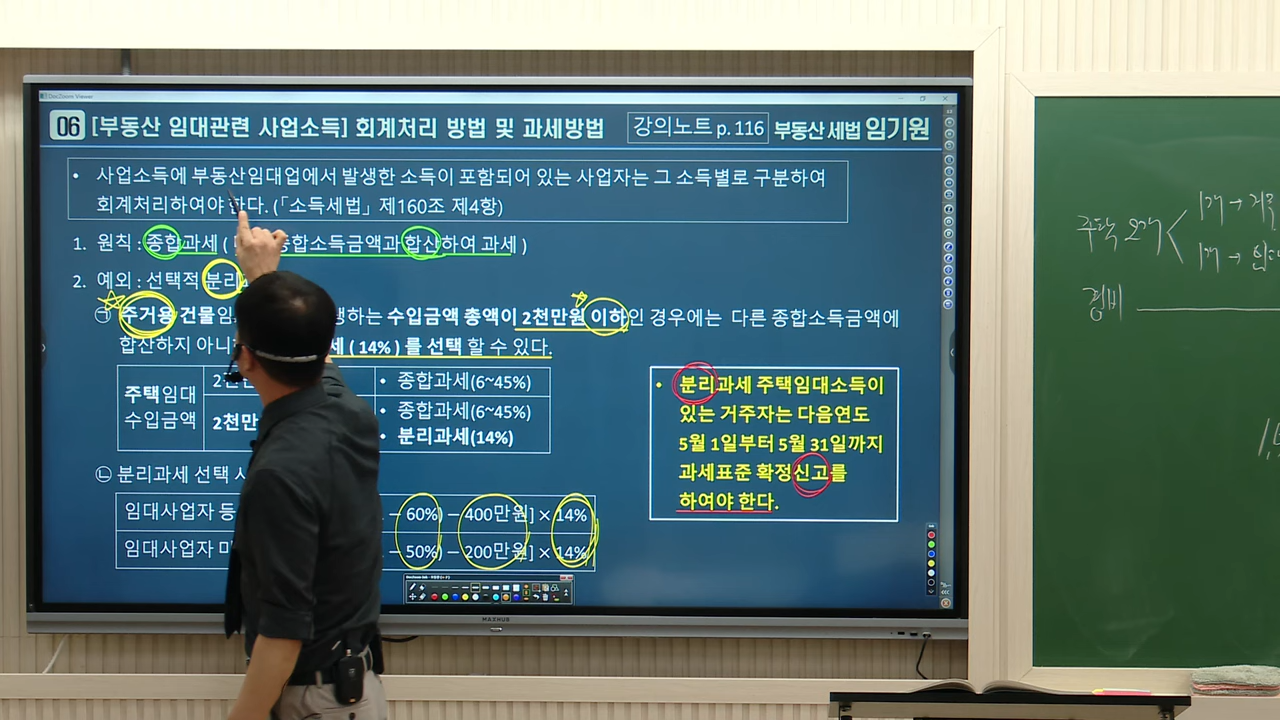 DocZoom Viewer
06 [부동산 임대관련 사업소득] 회계처리 방법 및 과세방법 강의노트 p. 116 부동산 세법 임기원
• 사업소득에 부동산임대업에서 발생한 소득이 포함되어 있는 사업자는 그 소득별로 구분하여
회계처리하여야 한다. (「소득세법」 제160조 제4항)
1. 원칙 : 종합과세 ( 종합소득금액과 합산하여 과세 )
2. 예외 : 선택적 분리
㉠ 주거용 건물임 하는 수입금액 총액이 2천만원 이하인 경우에는 다른 종합소득금액에
합산하지 아니하 세 ( 14% ) 를 선택 할 수 있다.
주택임대
수입금액
• 종합과세(6~45%)
2천만
• 종합과세(6~45%)
• 분리과세(14%)
• 분리과세 주택임대소득이
있는 거주자는 다음연도
5월 1일부터 5월 31일까지
과세표준 확정신고를
하여야 한다.
㉡ 분리과세 선택 시
임대사업자 등 – 60%) – 400만원] × 14%
임대사업자 미 – 50%) – 200만원] × 14%
MAXHUB
주택 2개
1개 →
1개 →
경비